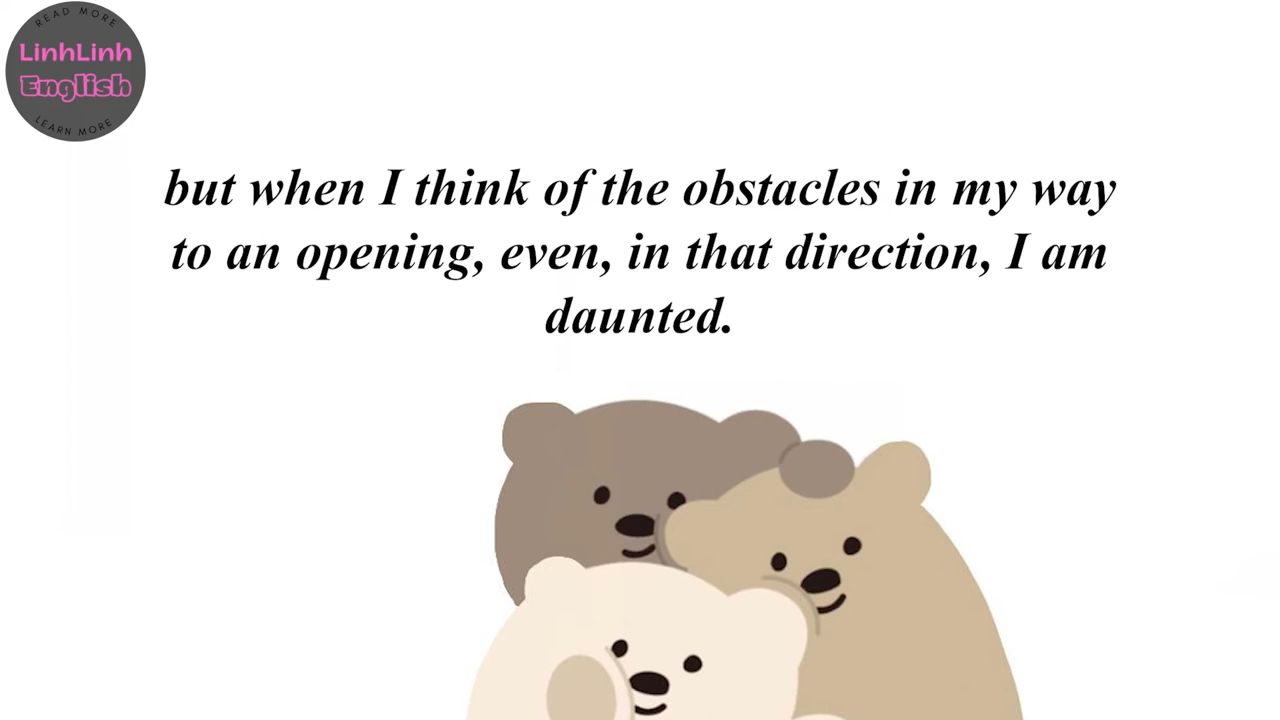 READ MORE
LinhLinh
English
LEARN MORE
but when I think of the obstacles in my way
to an opening, even, in that direction, I am
daunted.